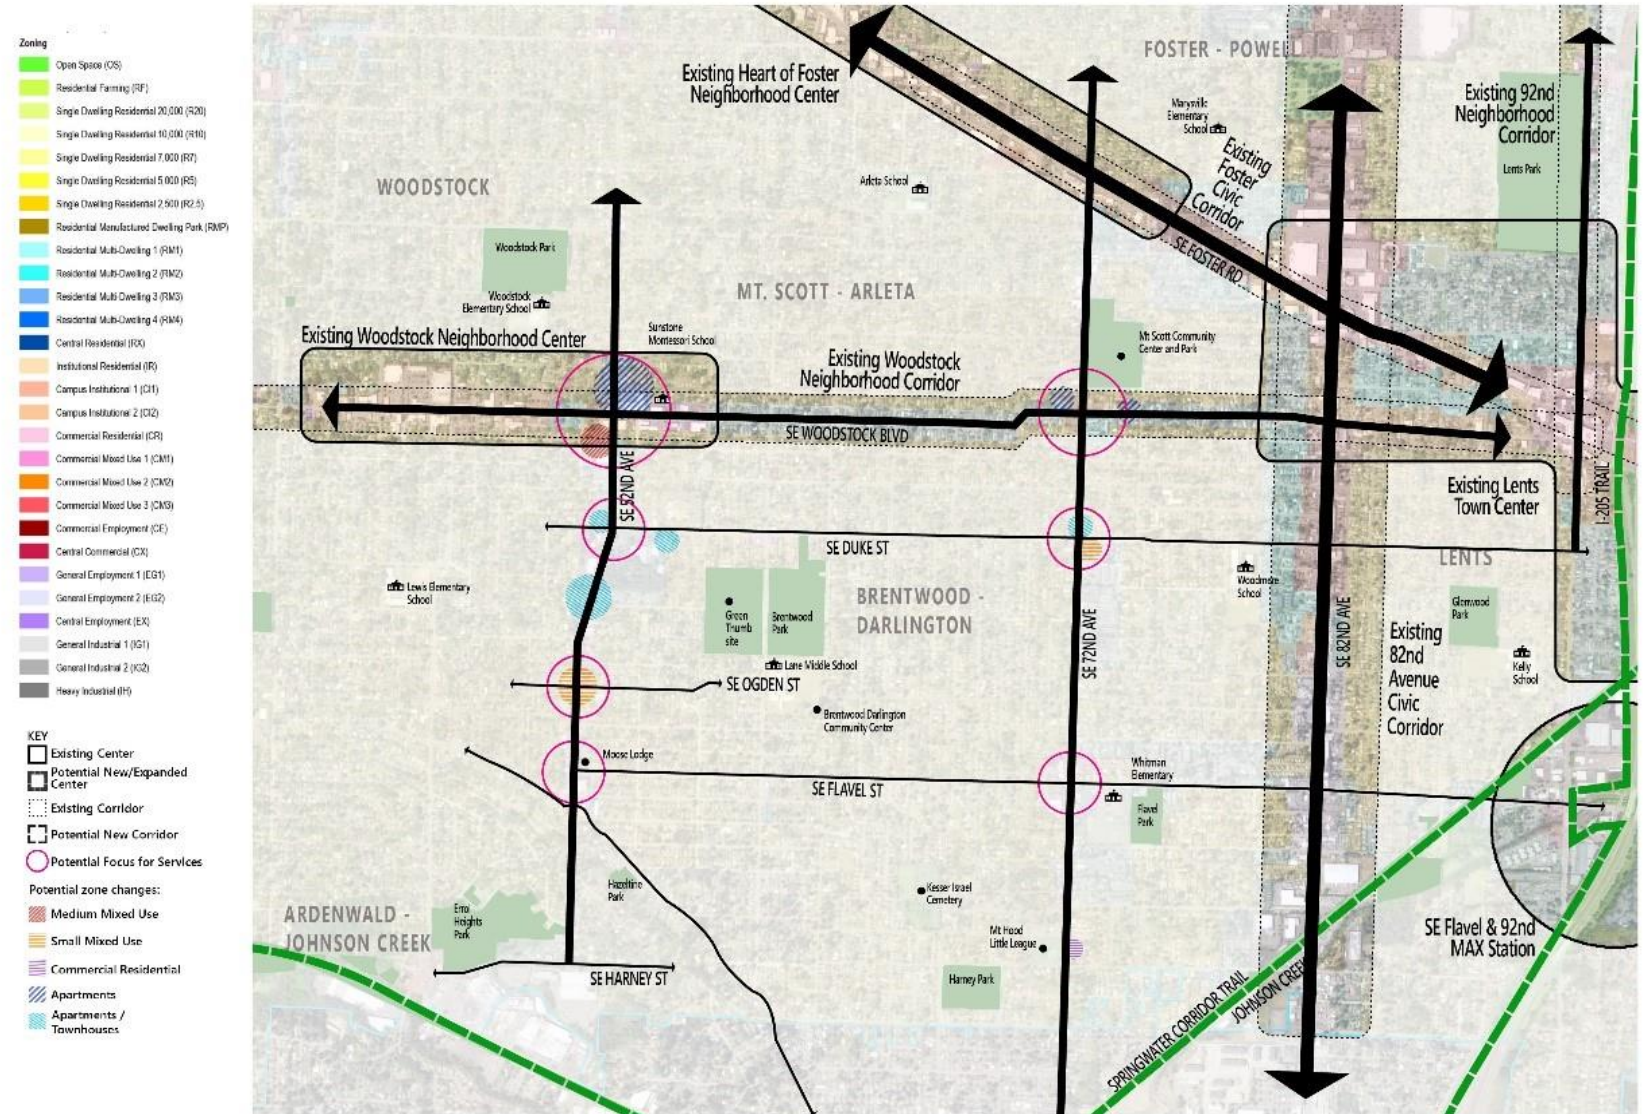 Zoning
Open Space (OS)
Residential Farming (RF)
Single Dwelling Residential 20,000 (R20)
Single Dwelling Residential 10,000 (R10)
Single Dwelling Residential 7,000 (R7)
Single Dwelling Residential 5,000 (R5)
Single Dwelling Residential 2,500 (R2.5)
Residential Manufactured Dwelling Park (RMP)
Residential Multi-Dwelling 1 (RM1)
Residential Multi-Dwelling 2 (RM2)
Residential Multi-Dwelling 3 (RM3)
Residential Multi-Dwelling 4 (RM4)
Central Residential (RX)
Institutional Residential (IR)
Campus Institutional 1 (CI1)
Campus Institutional 2 (CI2)
Commercial Residential (CR)
Commercial Mixed Use 1 (CM1)
Commercial Mixed Use 2 (CM2)
Commercial Mixed Use 3 (CM3)
Commercial Employment (CE)
Central Commercial (CX)
General Employment 1 (EG1)
General Employment 2 (EG2)
Central Employment (EX)
General Industrial 1 (IG1)
General Industrial 2 (IG2)
Heavy Industrial (IH)
KEY
Existing Center
Potential New/Expanded
Center
Existing Corridor
Potential New Corridor
Potential Focus for Services
Potential zone changes:
Medium Mixed Use
Small Mixed Use
Commercial Residential
Apartments
Apartments /
Townhouses
Existing Heart of Foster
Neighborhood Center
FOSTER - POWEL
Marysville
Elementary
School
Existing
Foster
Civic
Corridor
Existing 92nd
Neighborhood
Corridor
Lents Park
WOODSTOCK
Arleta School
Woodstock Park
Woodstock
Elementary School
SE FOSTER RD
MT. SCOTT - ARLETA
Existing Woodstock Neighborhood Center
Sunstone
Montessori School
Existing Woodstock
Neighborhood Corridor
Mt Scott Community
Center and Park
SE WOODSTOCK BLVD
SE 52ND AVE
Existing Lents
Town Center
I-205 TRAIL
SE DUKE ST
LENTS
Lewis Elementary
School
Green
Thumb
site
Brentwood
Park
BRENTWOOD -
DARLINGTON
Woodmere
School
Glenwood
Park
SE 72ND AVE
SE 82ND AVE
Existing
82nd
Avenue
Civic
Corridor
Kelly
School
Lane Middle School
SE OGDEN ST
Brentwood Darlington
Community Center
Moose Lodge
SE FLAVEL ST
Whitman
Elementary
Flavel
Park
Hazeltine
Park
Kesser Israel
Cemetery
Errol
Heights
Park
ARDENWALD -
JOHNSON CREEK
Mt Hood
Little League
SE Flavel & 92nd
MAX Station
SE HARNEY ST
Harney Park
SPRINGWATER CORRIDOR TRAIL
JOHNSON CREEK